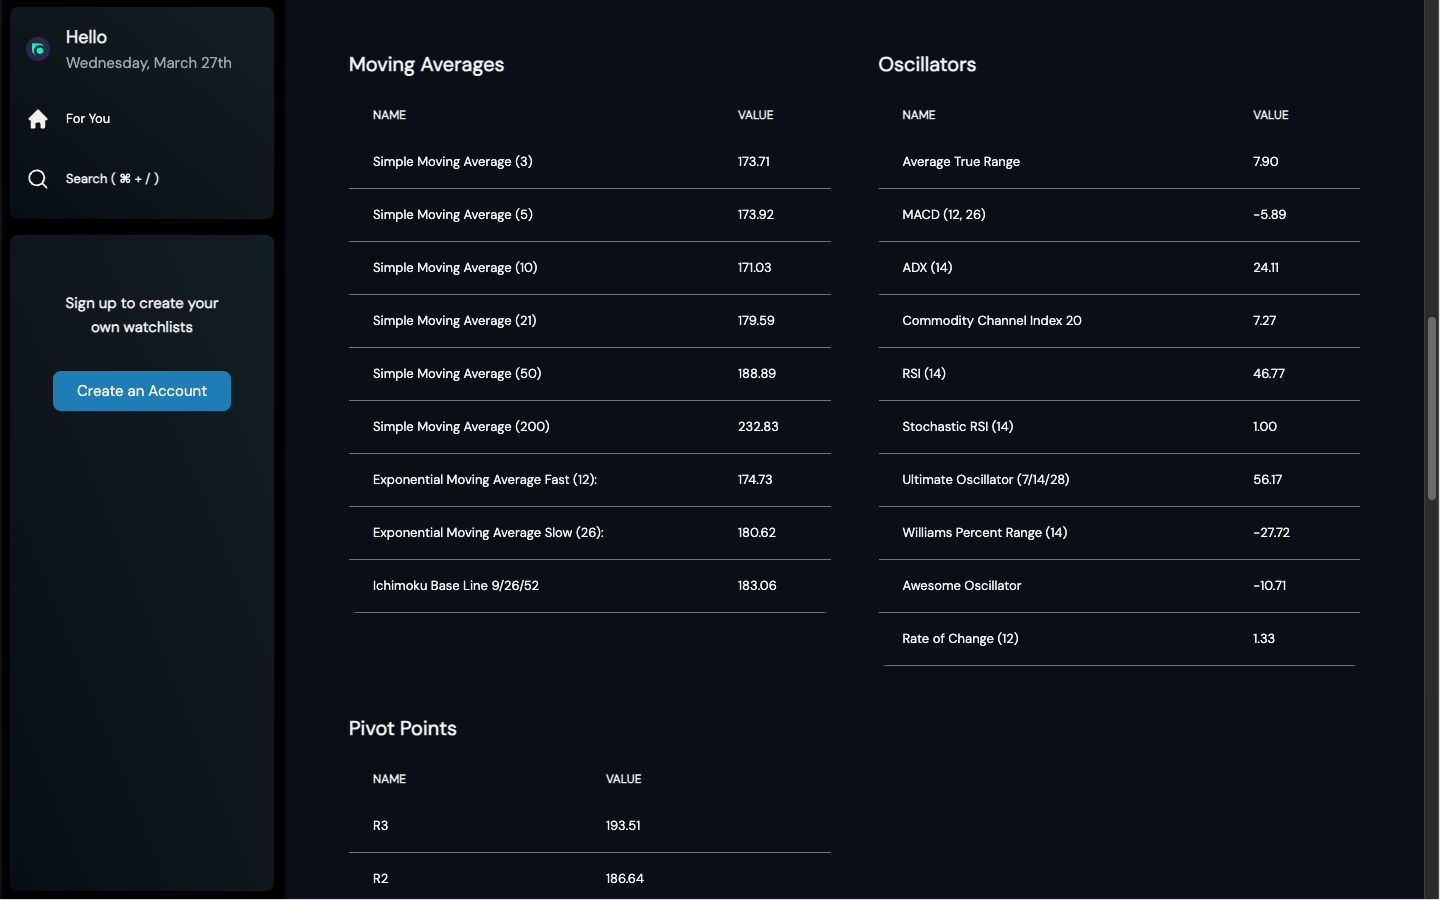 Hello
Wednesday, March 27th
For You
Search ( ⌘ + / )
Sign up to create your
own watchlists
Create an Account
Moving Averages
NAME VALUE
Simple Moving Average (3) 173.71
Simple Moving Average (5) 173.92
Simple Moving Average (10) 171.03
Simple Moving Average (21) 179.59
Simple Moving Average (50) 188.89
Simple Moving Average (200) 232.83
Exponential Moving Average Fast (12): 174.73
Exponential Moving Average Slow (26): 180.62
Ichimoku Base Line 9/26/52 183.06
Oscillators
NAME VALUE
Average True Range 7.90
MACD (12, 26) -5.89
ADX (14) 24.11
Commodity Channel Index 20 7.27
RSI (14) 46.77
Stochastic RSI (14) 1.00
Ultimate Oscillator (7/14/28) 56.17
Williams Percent Range (14) -27.72
Awesome Oscillator -10.71
Rate of Change (12) 1.33
Pivot Points
NAME VALUE
R3 193.51
R2 186.64